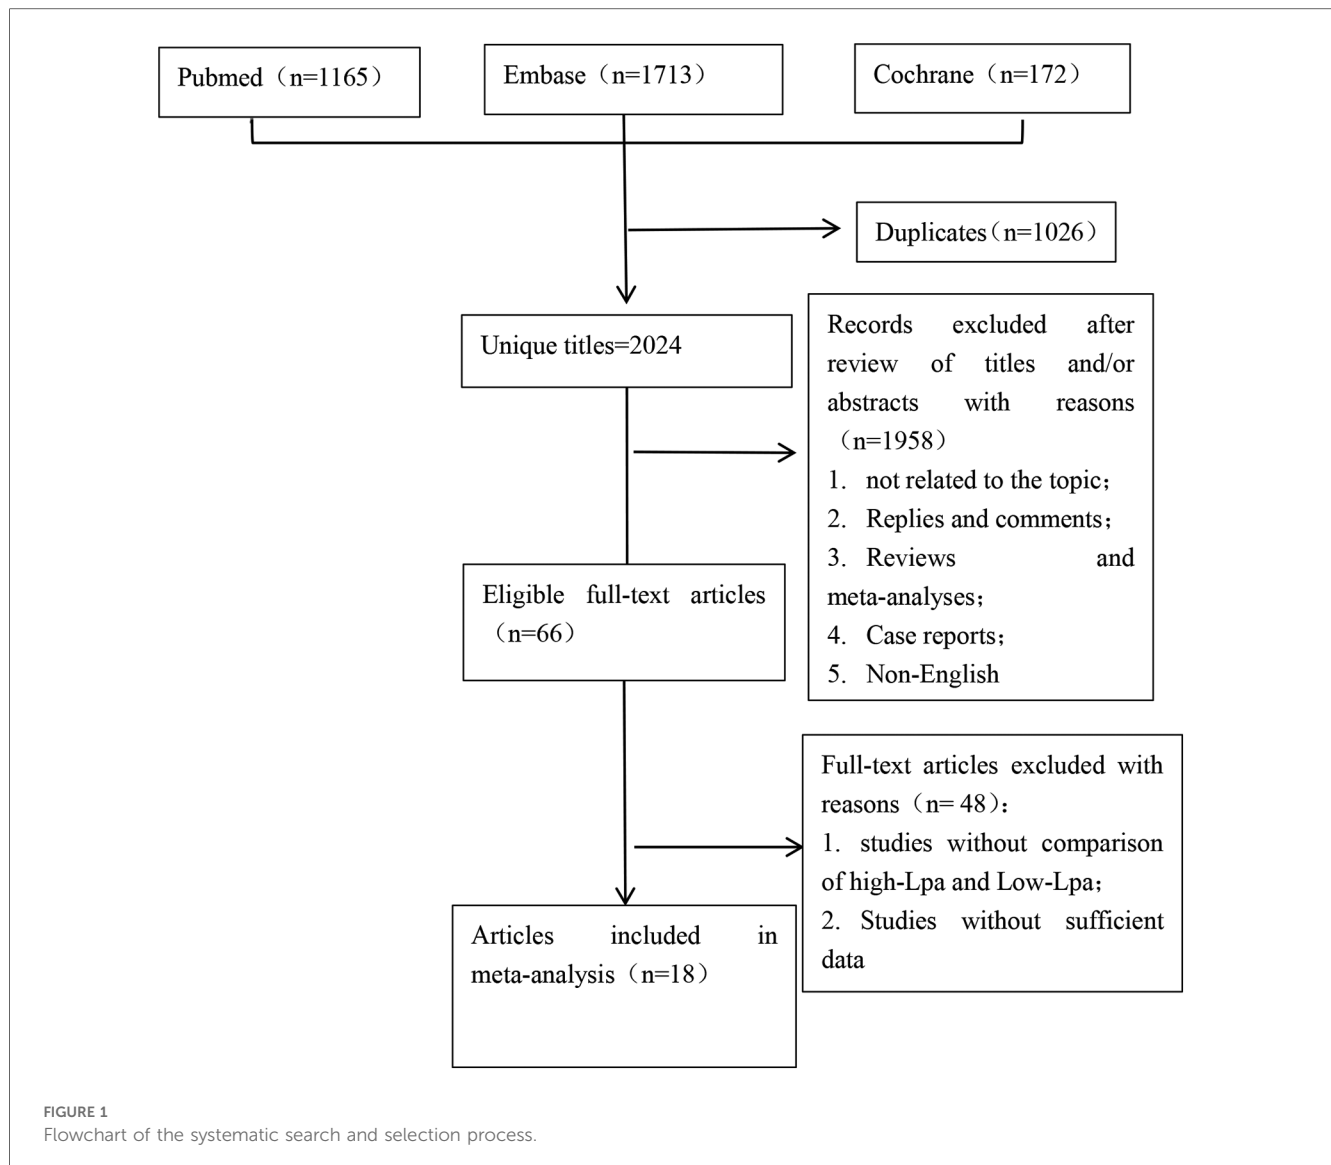 Pubmed（n=1165）
Embase（n=1713）
Cochrane（n=172）
Duplicates（n=1026）
Unique titles=2024
Records excluded after
review of titles and/or
abstracts with reasons
（n=1958）
1. not related to the topic；
2. Replies and comments；
3. Reviews and
meta-analyses；
4. Case reports；
5. Non-English
Eligible full-text articles
（n=66）
Full-text articles excluded with
reasons（n= 48）：
1. studies without comparison
of high-Lpa and Low-Lpa；
2. Studies without sufficient
data
Articles included in
meta-analysis（n=18）
FIGURE 1
Flowchart of the systematic search and selection process.